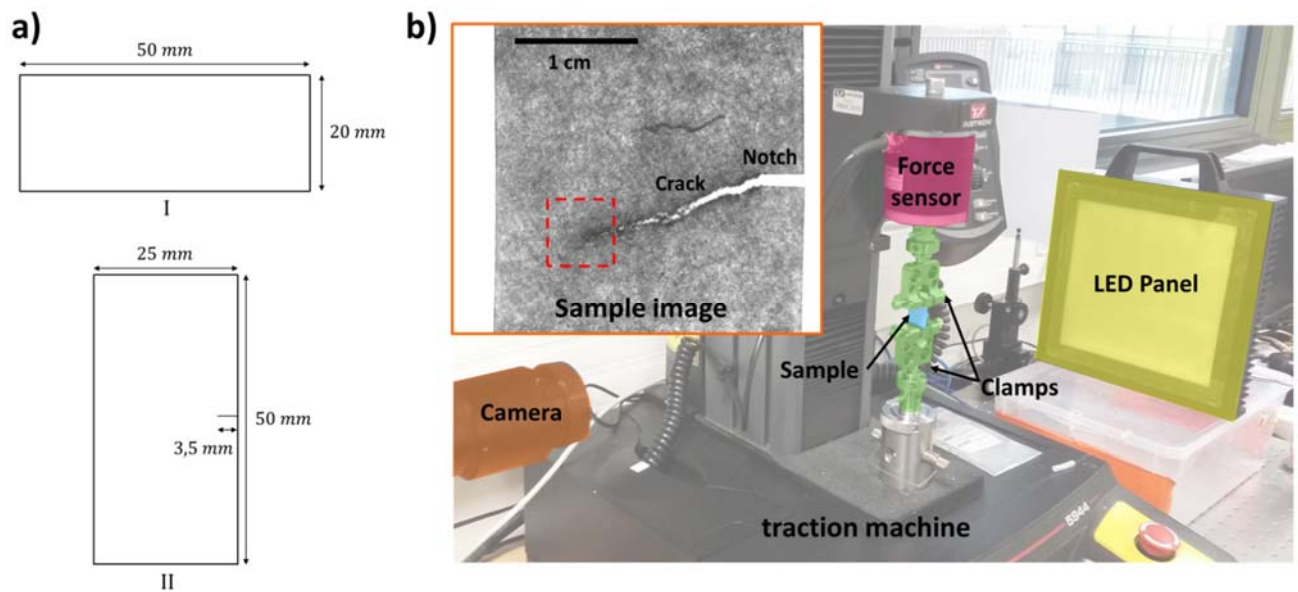 a)
50 mm
20 mm
I
25 mm
3,5 mm
50 mm
II
b)
1 cm
Notch
Crack
Sample image
Force
sensor
LED Panel
Sample
Clamps
Camera
traction machine
5944